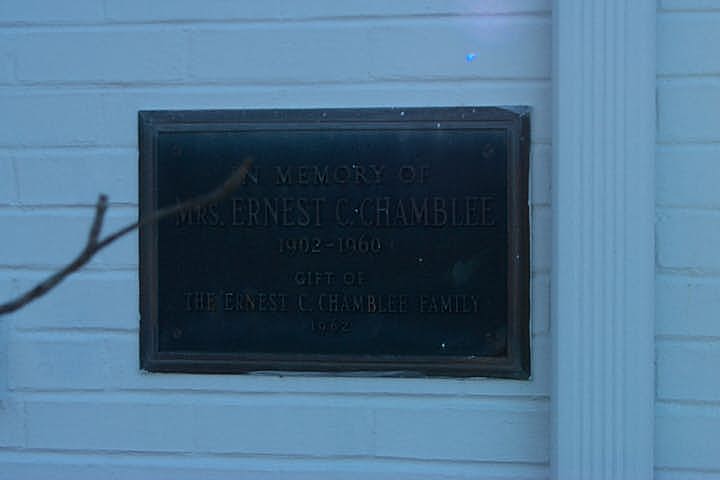 IN MEMORY OF
MRS. ERNEST C. CHAMBLEE
1902-1960
GIFT OF
THE ERNEST C. CHAMBLEE FAMILY
1962